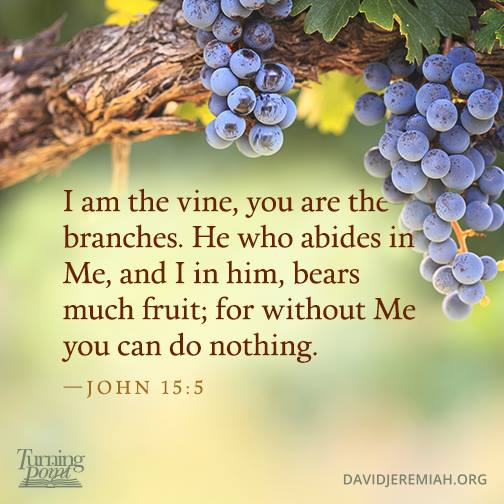 I am the vine, you are the
branches. He who abides in
Me, and I in him, bears
much fruit; for without Me
you can do nothing.
—JOHN 15:5
Turning
Point
DAVIDJEREMIAH.ORG